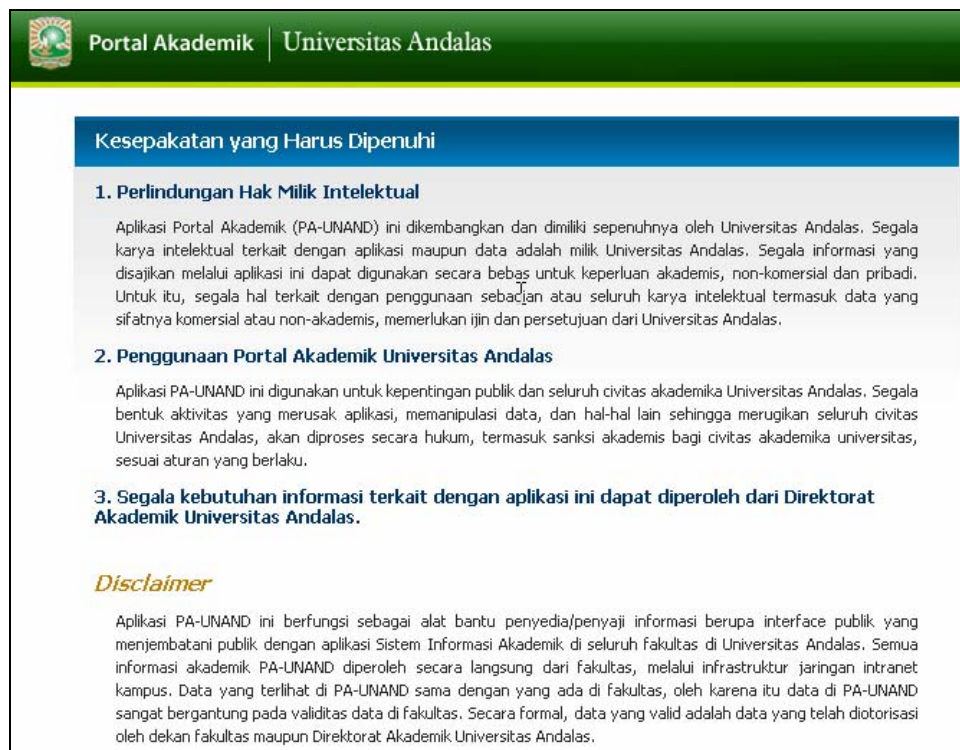 Portal Akademik | Universitas Andalas
Kesepakatan yang Harus Dipenuhi
1. Perlindungan Hak Milik Intelektual
Aplikasi Portal Akademik (PA-UNAND) ini dikembangkan dan dimiliki sepenuhnya oleh Universitas Andalas. Segala
karya intelektual terkait dengan aplikasi maupun data adalah milik Universitas Andalas. Segala informasi yang
disajikan melalui aplikasi ini dapat digunakan secara bebas untuk keperluan akademis, non-komersial dan pribadi.
Untuk itu, segala hal terkait dengan penggunaan sebagian atau seluruh karya intelektual termasuk data yang
sifatnya komersial atau non-akademis, memerlukan ijin dan persetujuan dari Universitas Andalas.
2. Penggunaan Portal Akademik Universitas Andalas
Aplikasi PA-UNAND ini digunakan untuk kepentingan publik dan seluruh civitas akademika Universitas Andalas. Segala
bentuk aktivitas yang merusak aplikasi, memanipulasi data, dan hal-hal lain sehingga merugikan seluruh civitas
Universitas Andalas, akan diproses secara hukum, termasuk sanksi akademis bagi civitas akademika universitas,
sesuai aturan yang berlaku.
3. Segala kebutuhan informasi terkait dengan aplikasi ini dapat diperoleh dari Direktorat
Akademik Universitas Andalas.
Disclaimer
Aplikasi PA-UNAND ini berfungsi sebagai alat bantu penyedia/penyaji informasi berupa interface publik yang
menjembatani publik dengan aplikasi Sistem Informasi Akademik di seluruh fakultas di Universitas Andalas. Semua
informasi akademik PA-UNAND diperoleh secara langsung dari fakultas, melalui infrastruktur jaringan intranet
kampus. Data yang terlihat di PA-UNAND sama dengan yang ada di fakultas, oleh karena itu data di PA-UNAND
sangat bergantung pada validitas data di fakultas. Secara formal, data yang valid adalah data yang telah diotorisasi
oleh dekan fakultas maupun Direktorat Akademik Universitas Andalas.